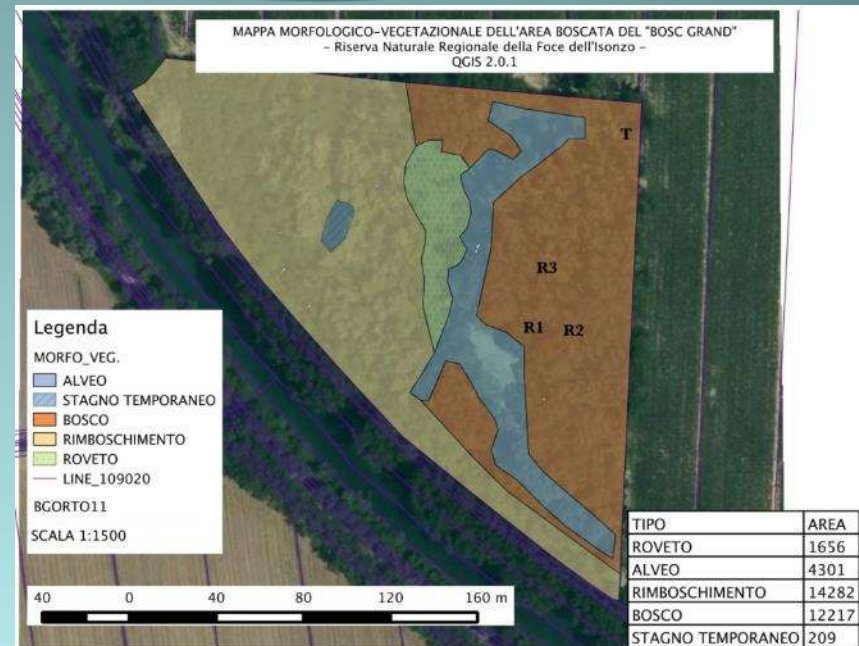 MAPPA MORFOLOGICO-VEGETAZIONALE DELL'AREA BOSCATA DEL "BOSC GRAND"
- Riserva Naturale Regionale della Foce dell'Isonzo -
QGIS 2.0.1
T
R3
R1 R2
Legenda
MORFO_VEG.
ALVEO
STAGNO TEMPORANEO
BOSCO
RIMBOSCHIMENTO
ROVETO
LINE_109020
BGORTO11
SCALA 1:1500
40 0 40 80 120 160 m
TIPO AREA
ROVETO 1656
ALVEO 4301
RIMBOSCHIMENTO 14282
BOSCO 12217
STAGNO TEMPORANEO 209